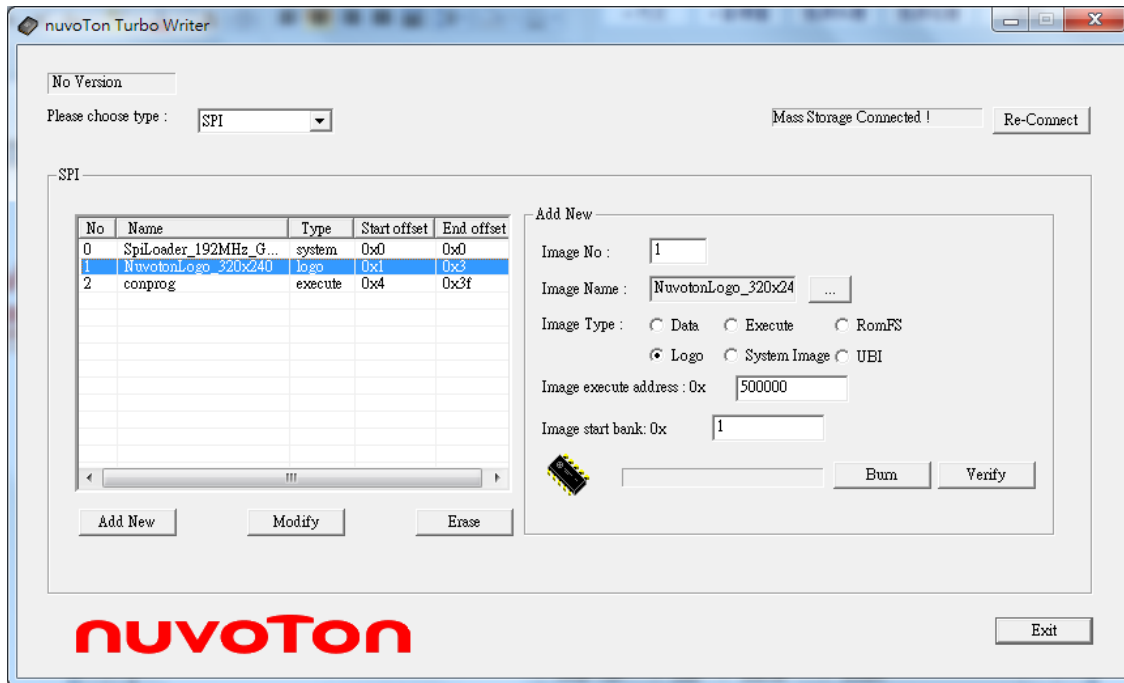 nuvoTon Turbo Writer
No Version
Please choose type :
SPI
Mass Storage Connected !
Re-Connect
SPI
No Name Type Start offset End offset
0 SpiLoader_192MHz_G... system 0x0 0x0
1 NuvotonLogo_320x240 logo 0x1 0x3
2 conprog execute 0x4 0x3f
Add New Modify Erase
Add New
Image No : 1
Image Name : NuvotonLogo_320x24 ...
Image Type : Data Execute RomFS
Logo System Image UBI
Image execute address : 0x 500000
Image start bank: 0x 1
Burn Verify
nuvoTon
Exit